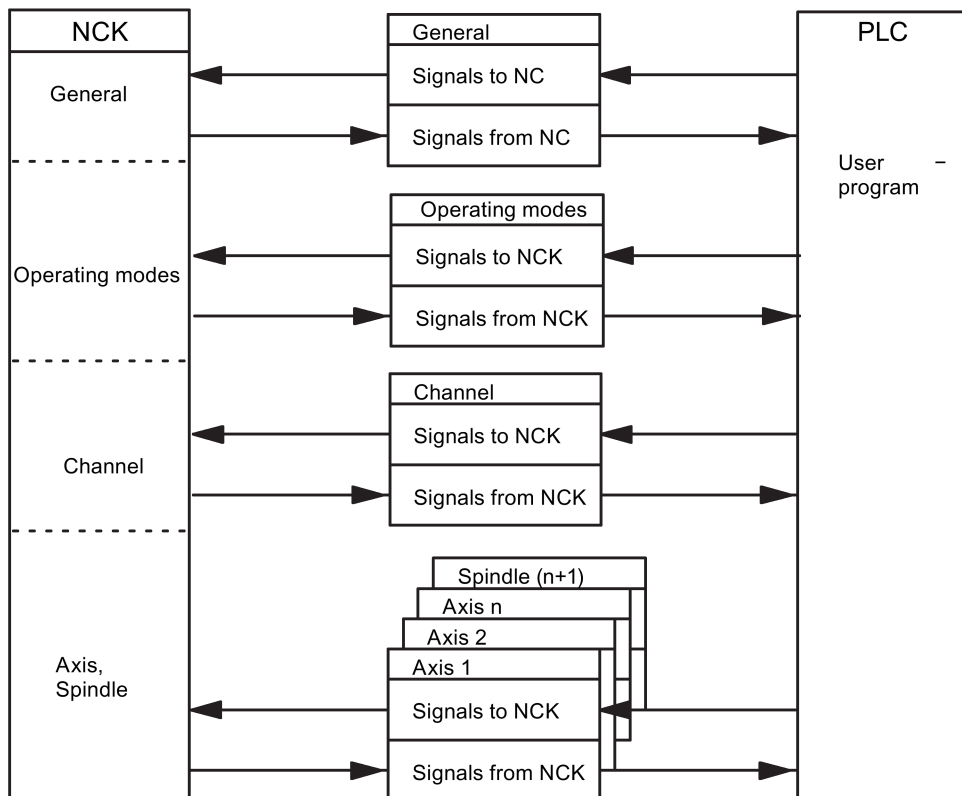 NCK
General
PLC
Signals to NC
General
Signals from NC
User –
program
Operating modes
Signals to NCK
Operating modes
Signals from NCK
Channel
Signals to NCK
Channel
Signals from NCK
Spindle (n+1)
Axis n
Axis 2
Axis 1
Axis,
Spindle
Signals to NCK
Signals from NCK